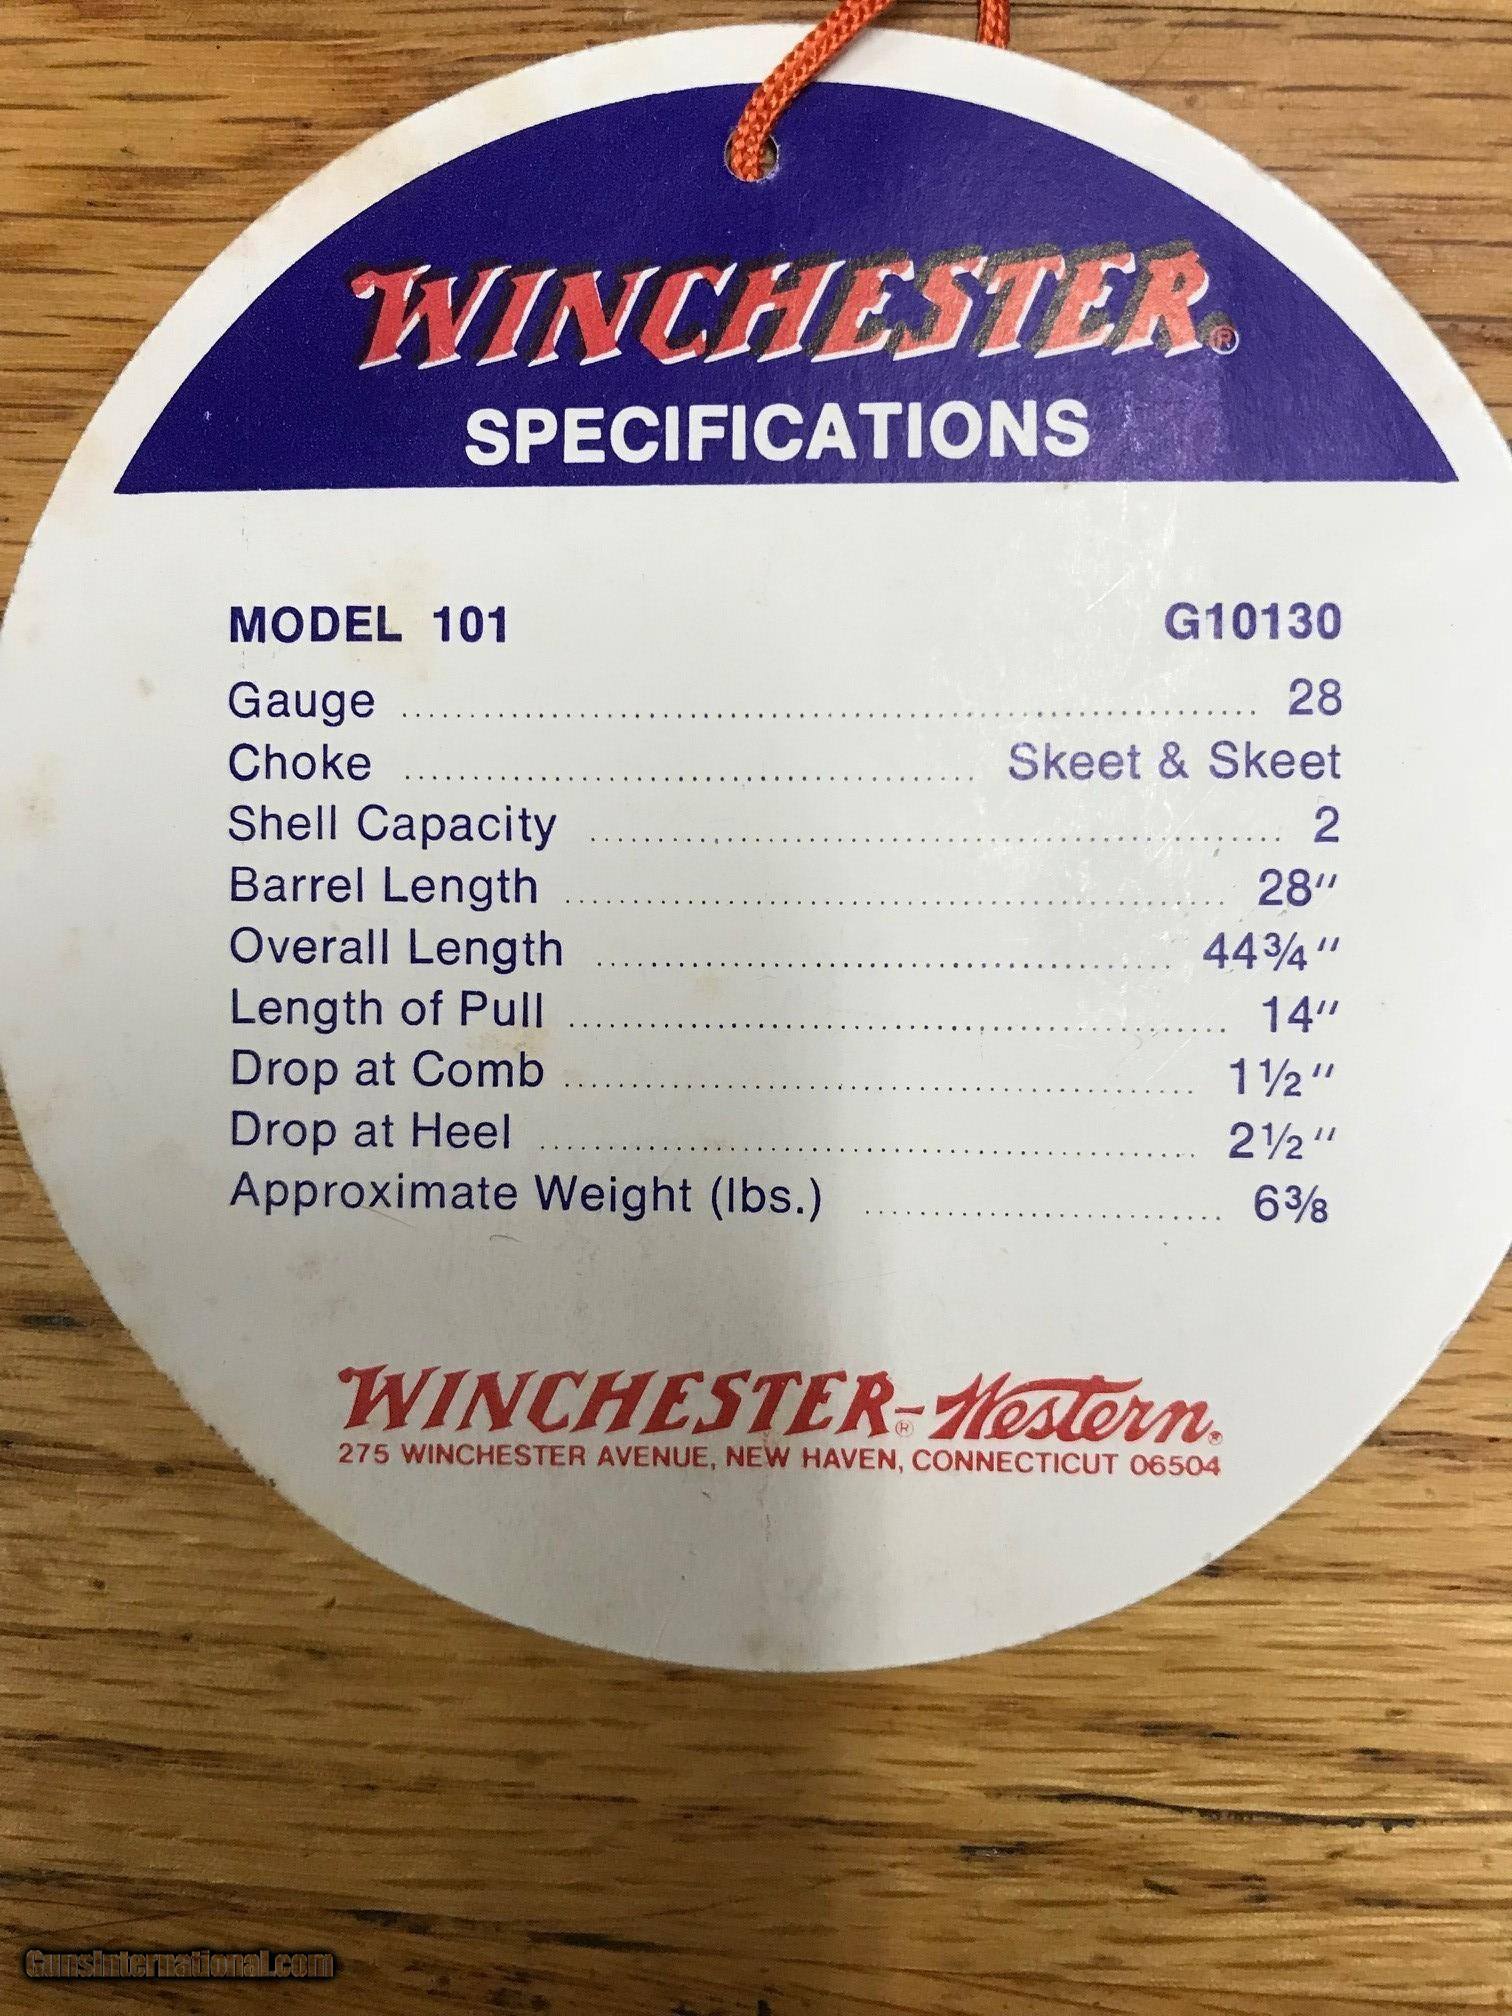 WINCHESTER®
SPECIFICATIONS
MODEL 101 G10130
Gauge ........ 28
Choke ........ Skeet & Skeet
Shell Capacity ........ 2
Barrel Length ........ 28"
Overall Length ........ 44¾"
Length of Pull ........ 14"
Drop at Comb ........ 1½"
Drop at Heel ........ 2½"
Approximate Weight (lbs.) ........ 6⅜
WINCHESTER®-Western®
275 WINCHESTER AVENUE, NEW HAVEN, CONNECTICUT 06504
GunsInternational.com